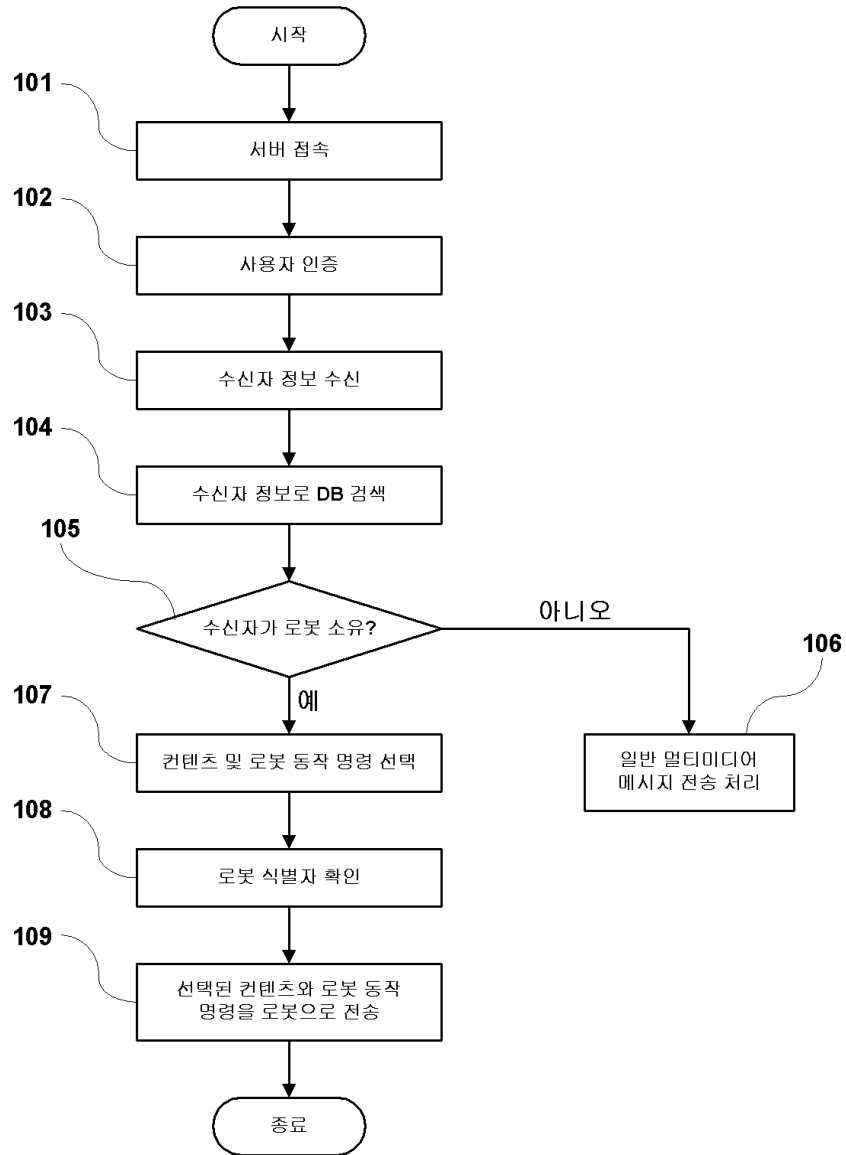 시작
101
서버 접속
102
사용자 인증
103
수신자 정보 수신
104
수신자 정보로 DB 검색
105
수신자가 로봇 소유?
아니오
106
일반 멀티미디어
메시지 전송 처리
예
107
컨텐츠 및 로봇 동작 명령 선택
108
로봇 식별자 확인
109
선택된 컨텐츠와 로봇 동작
명령을 로봇으로 전송
종료